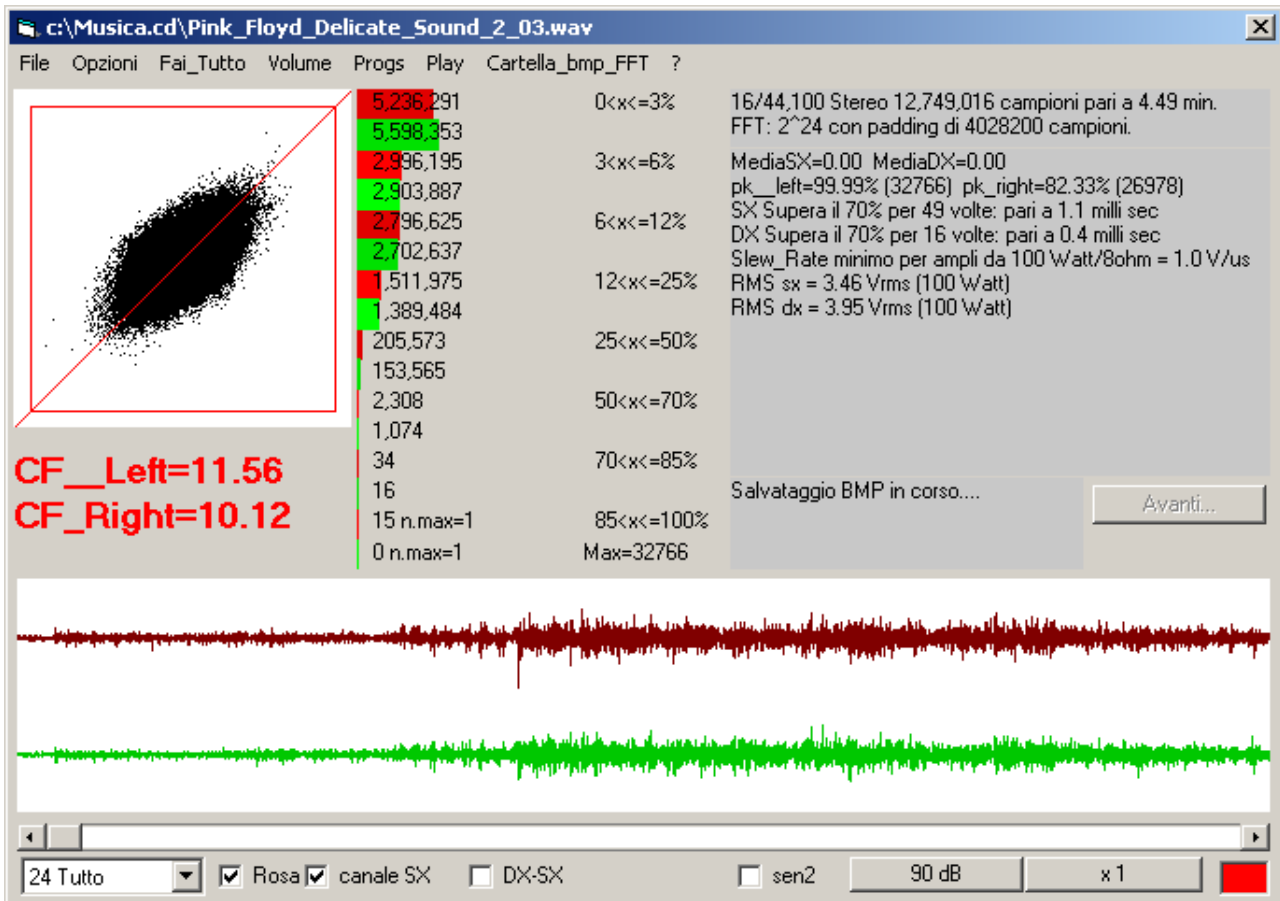 c:\Musica.cd\Pink_Floyd_Delicate_Sound_2_03.wav
File Opzioni Fai_Tutto Volume Progs Play Cartella_bmp_FFT ?
5,236,291 0<x<=3%
5,598,353
2,996,195 3<x<=6%
2,903,887
2,796,625 6<x<=12%
2,702,637
1,511,975 12<x<=25%
1,389,484
205,573 25<x<=50%
153,565
2,308 50<x<=70%
1,074
34 70<x<=85%
16
15 n.max=1 85<x<=100%
0 n.max=1 Max=32766
16/44,100 Stereo 12,749,016 campioni pari a 4.49 min.
FFT: 2^24 con padding di 4028200 campioni.
MediaSX=0.00 MediaDX=0.00
pk__left=99.99% (32766) pk_right=82.33% (26978)
SX Supera il 70% per 49 volte: pari a 1.1 milli sec
DX Supera il 70% per 16 volte: pari a 0.4 milli sec
Slew_Rate minimo per ampli da 100 Watt/8ohm = 1.0 V/us
RMS sx = 3.46 Vrms (100 Watt)
RMS dx = 3.95 Vrms (100 Watt)
CF__Left=11.56
CF_Right=10.12
Salvataggio BMP in corso....
Avanti...
24 Tutto Rosa canale SX DX-SX sen2 90 dB x 1